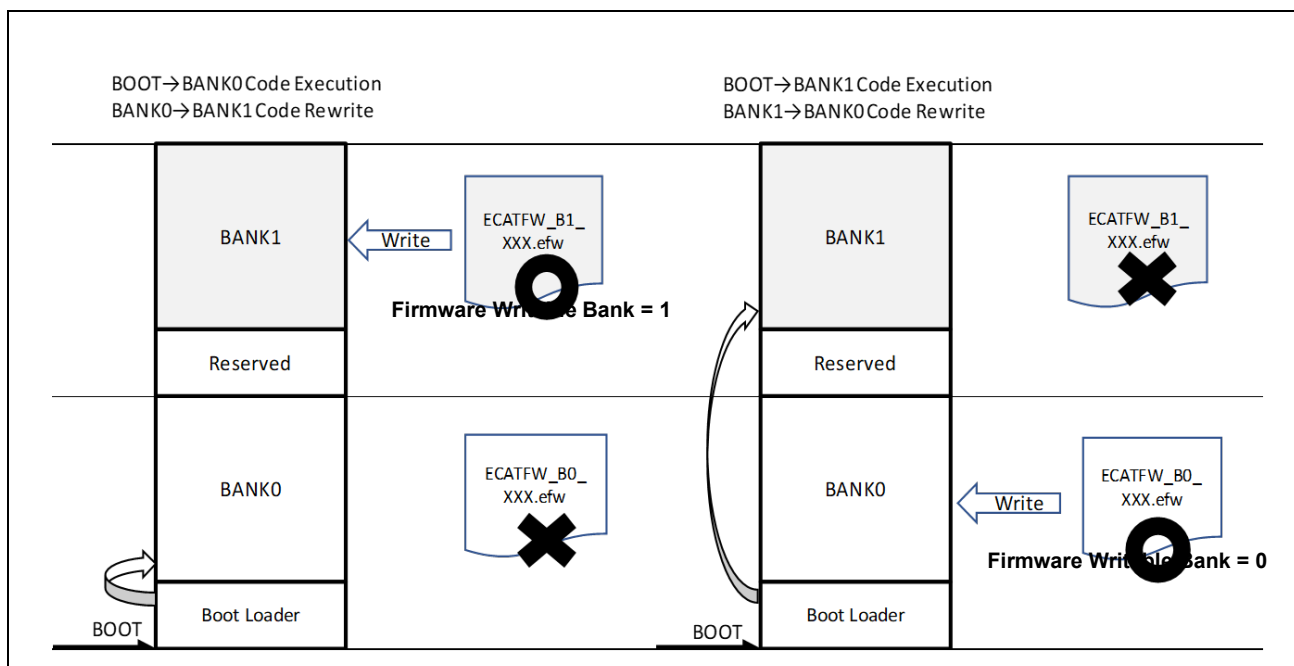 BOOT→BANK0 Code Execution
BANK0→BANK1 Code Rewrite
BANK1
Write
ECATFW_B1_
XXX.efw
Firmware Writable Bank = 1
Reserved
BANK0
ECATFW_B0_
XXX.efw
Boot Loader
BOOT
BOOT→BANK1 Code Execution
BANK1→BANK0 Code Rewrite
BANK1
ECATFW_B1_
XXX.efw
Reserved
BANK0
Write
ECATFW_B0_
XXX.efw
Firmware Writable Bank = 0
Boot Loader
BOOT